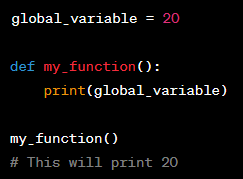 global_variable = 20
def my_function():
    print(global_variable)
my_function()
# This will print 20